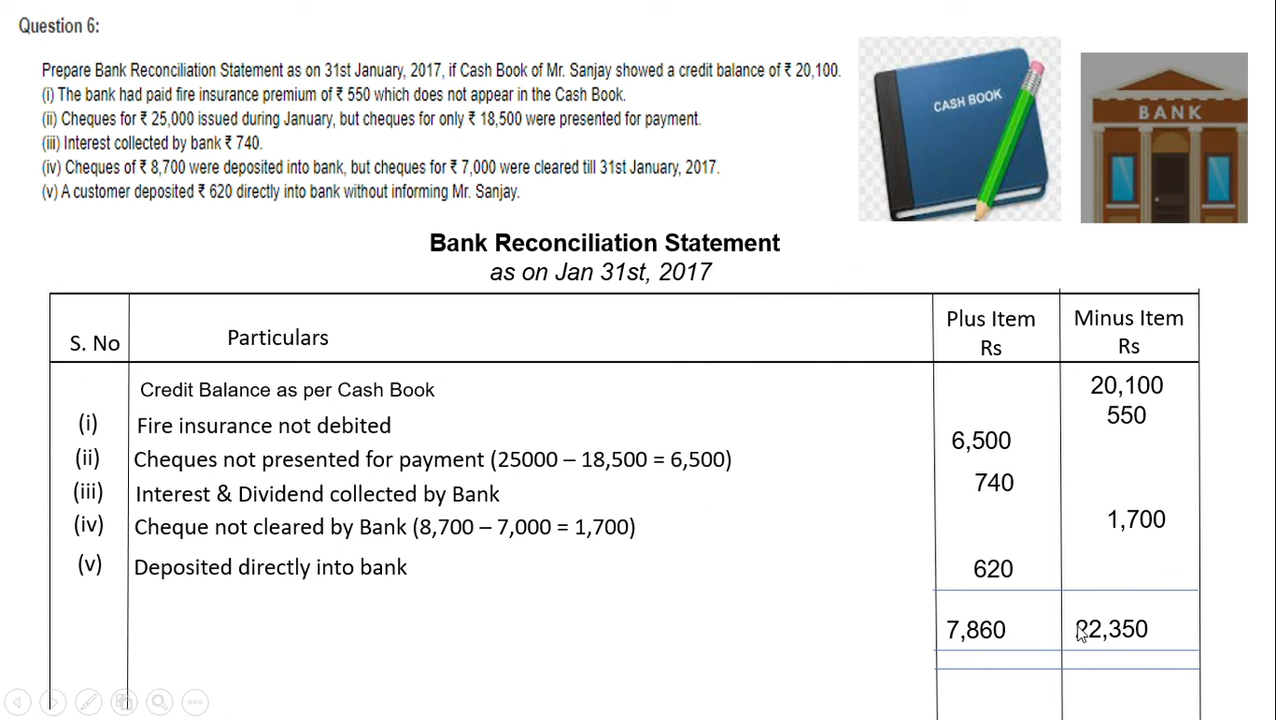 Question 6:
Prepare Bank Reconciliation Statement as on 31st January, 2017, if Cash Book of Mr. Sanjay showed a credit balance of ₹ 20,100.
(i) The bank had paid fire insurance premium of ₹ 550 which does not appear in the Cash Book.
(ii) Cheques for ₹ 25,000 issued during January, but cheques for only ₹ 18,500 were presented for payment.
(iii) Interest collected by bank ₹ 740.
(iv) Cheques of ₹ 8,700 were deposited into bank, but cheques for ₹ 7,000 were cleared till 31st January, 2017.
(v) A customer deposited ₹ 620 directly into bank without informing Mr. Sanjay.
CASH BOOK
BANK
Bank Reconciliation Statement
as on Jan 31st, 2017
S. No Particulars Plus Item Rs Minus Item Rs
Credit Balance as per Cash Book 20,100
(i) Fire insurance not debited 550
(ii) Cheques not presented for payment (25000 – 18,500 = 6,500) 6,500
(iii) Interest & Dividend collected by Bank 740
(iv) Cheque not cleared by Bank (8,700 – 7,000 = 1,700) 1,700
(v) Deposited directly into bank 620
7,860 22,350